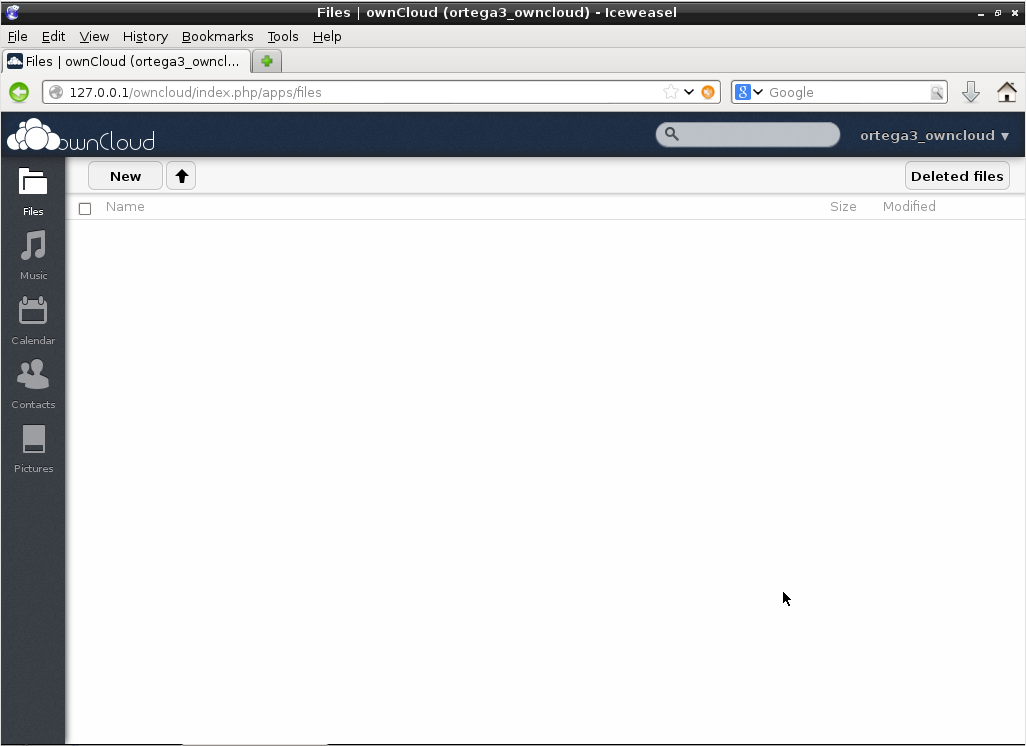 Files | ownCloud (ortega3_owncloud) - Iceweasel
File Edit View History Bookmarks Tools Help
Files | ownCloud (ortega3_owncl...
127.0.0.1/owncloud/index.php/apps/files
8 Google
ownCloud
ortega3_owncloud ▼
New
Deleted files
Name Size Modified
Files
Music
Calendar
Contacts
Pictures